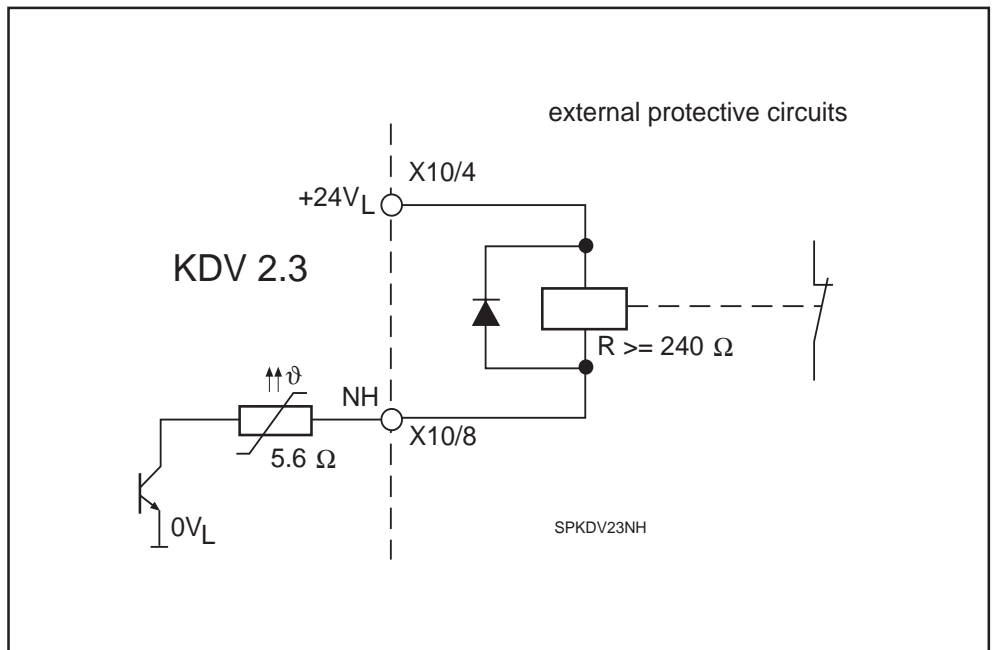 external protective circuits
X10/4
+24VL
KDV 2.3
R >= 240 Ω
ϑ
NH
X10/8
5.6 Ω
0VL
SPKDV23NH